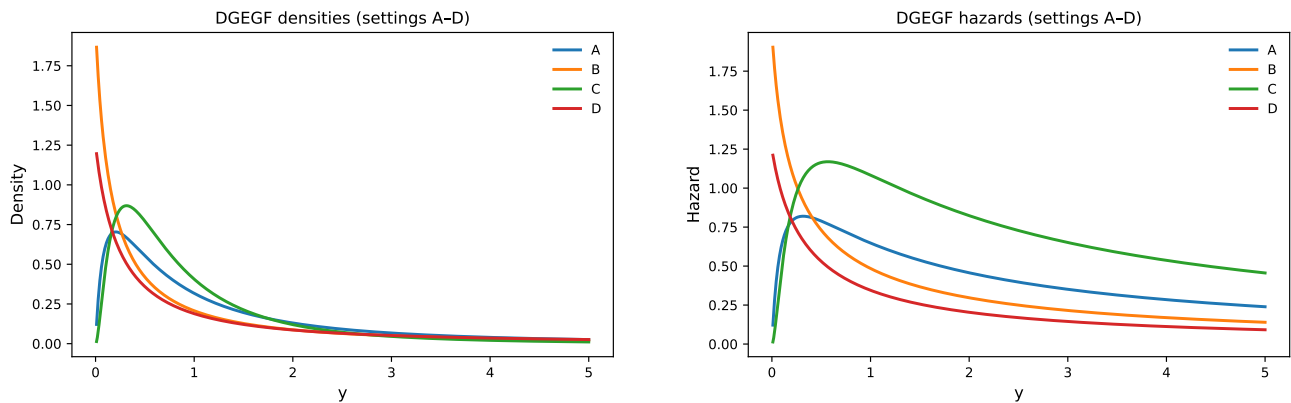 DGEGF densities (settings A–D)
Density
1.75
1.50
1.25
1.00
0.75
0.50
0.25
0.00
0 1 2 3 4 5
y
A
B
C
D
DGEGF hazards (settings A–D)
Hazard
1.75
1.50
1.25
1.00
0.75
0.50
0.25
0.00
0 1 2 3 4 5
y
A
B
C
D